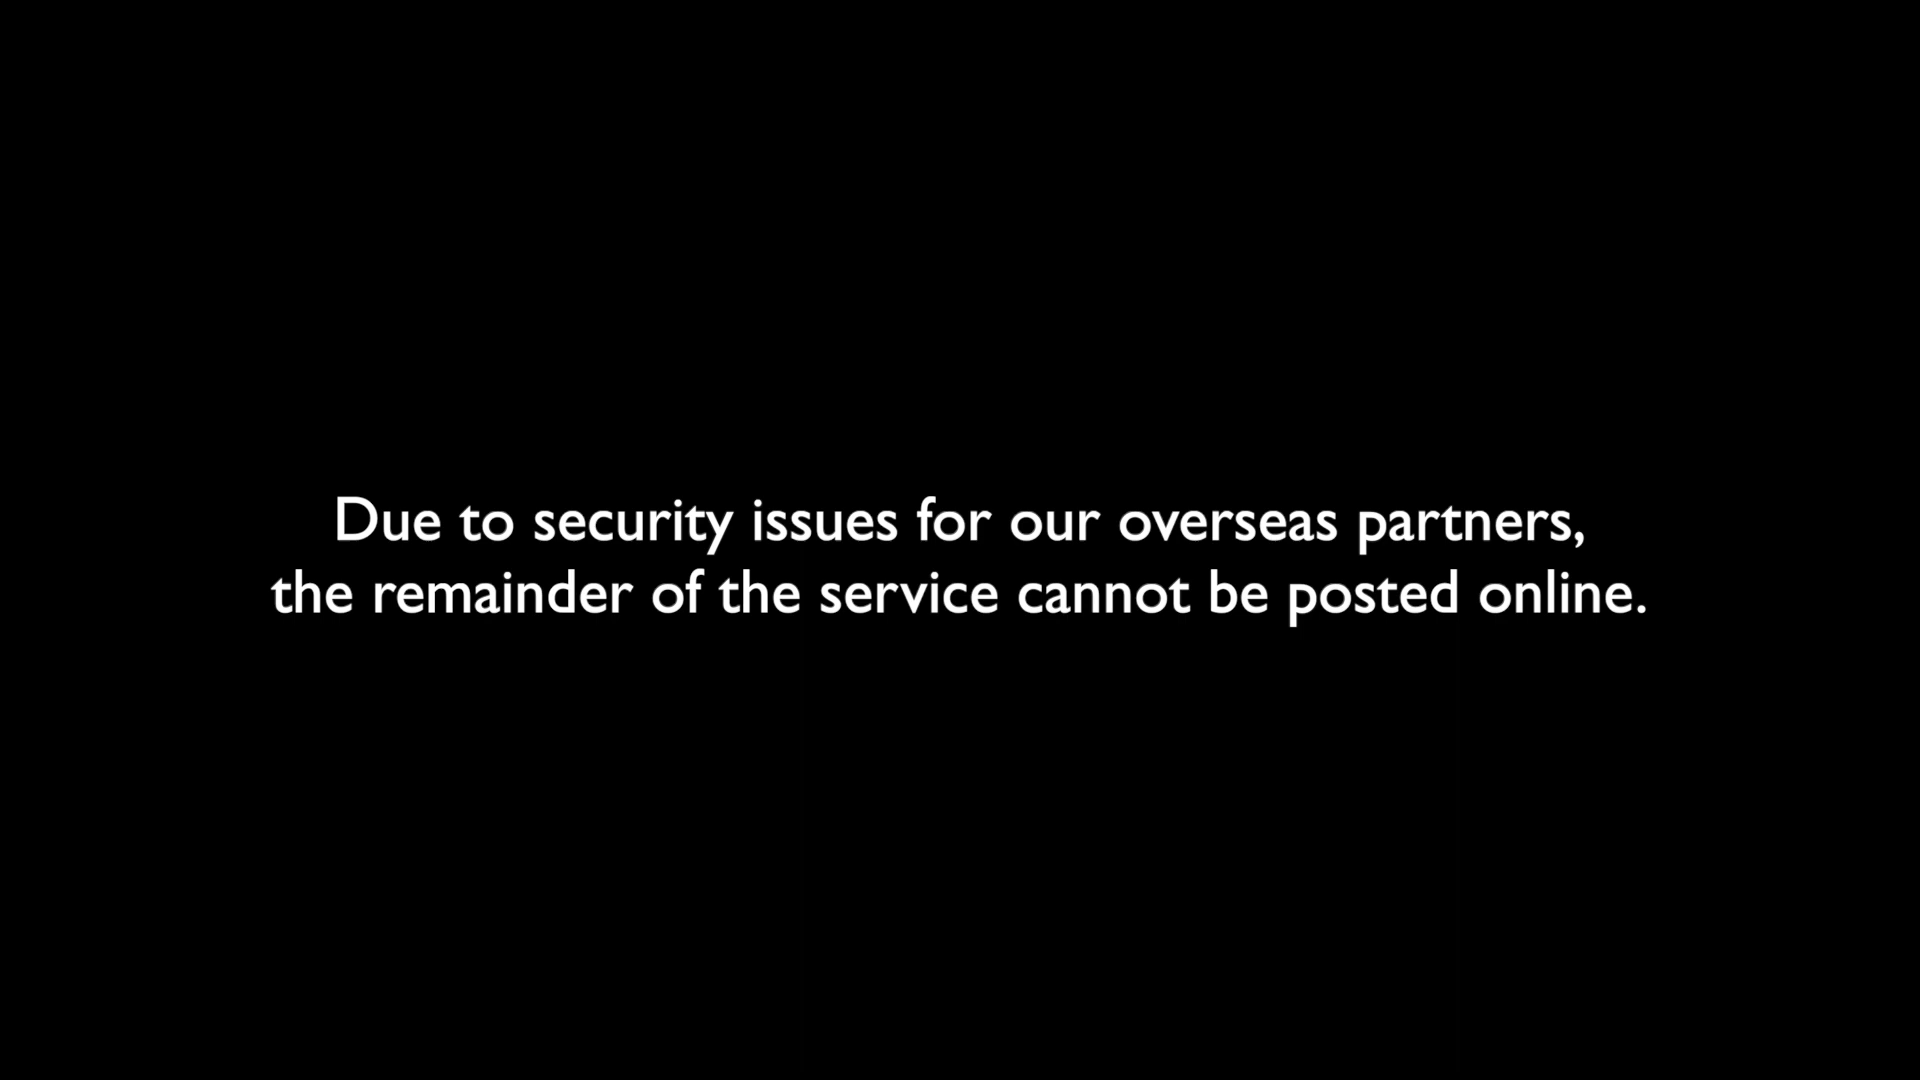 Due to security issues for our overseas partners,
the remainder of the service cannot be posted online.